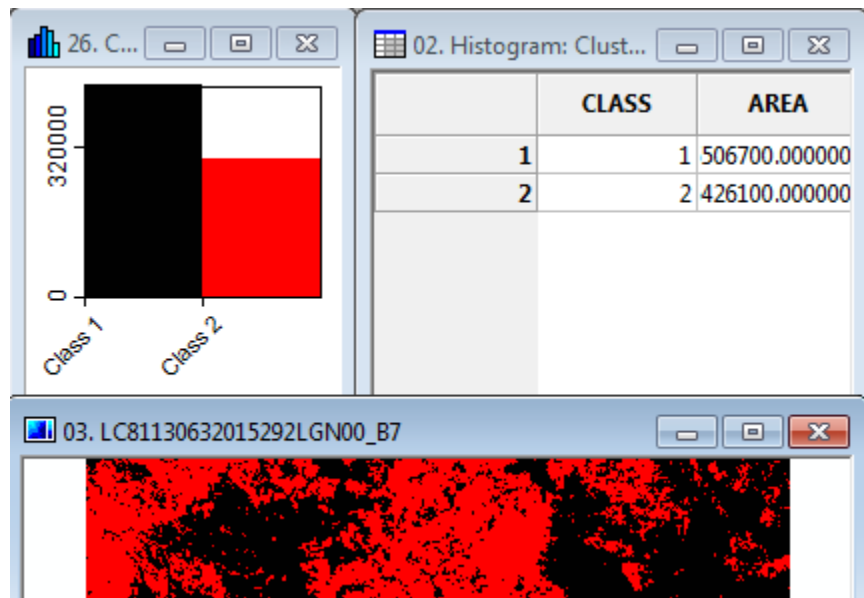 26. C...
320000
0
Class 1
Class 2
02. Histogram: Clust...
CLASS AREA
1 1 506700.000000
2 2 426100.000000
03. LC81130632015292LGN00_B7